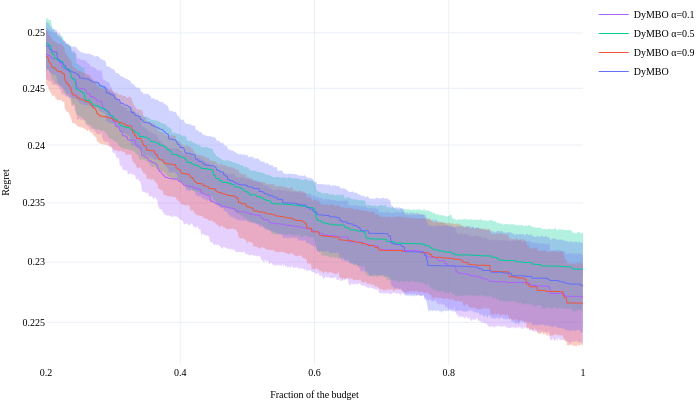 DyMBO α=0.1
DyMBO α=0.5
DyMBO α=0.9
DyMBO
Regret
0.25
0.245
0.24
0.235
0.23
0.225
0.2
0.4
0.6
0.8
1
Fraction of the budget